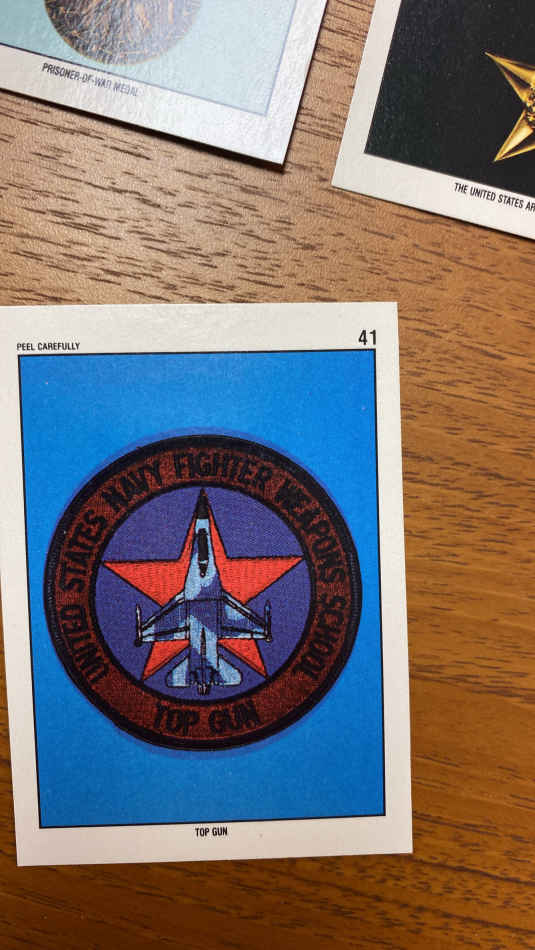 PRISONER-OF-WAR MEDAL
THE UNITED STATES AR
PEEL CAREFULLY
41
UNITED STATES NAVY FIGHTER WEAPONS SCHOOL
TOP GUN
TOP GUN